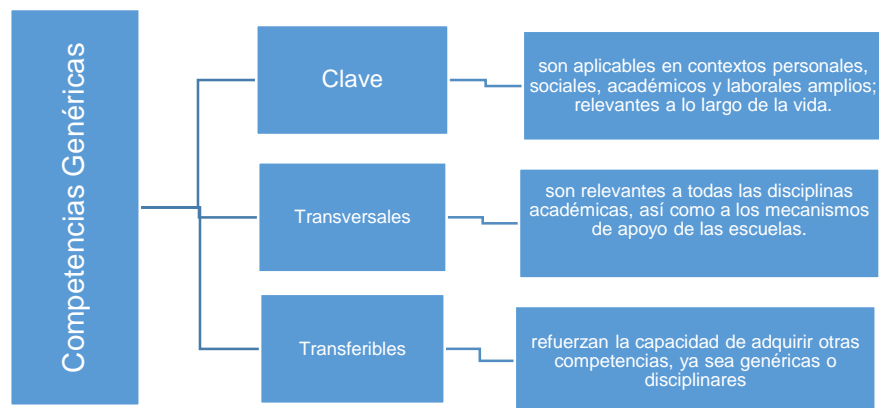 Competencias Genéricas
Clave
son aplicables en contextos personales,
sociales, académicos y laborales amplios;
relevantes a lo largo de la vida.
Transversales
son relevantes a todas las disciplinas
académicas, así como a los mecanismos
de apoyo de las escuelas.
Transferibles
refuerzan la capacidad de adquirir otras
competencias, ya sea genéricas o
disciplinares